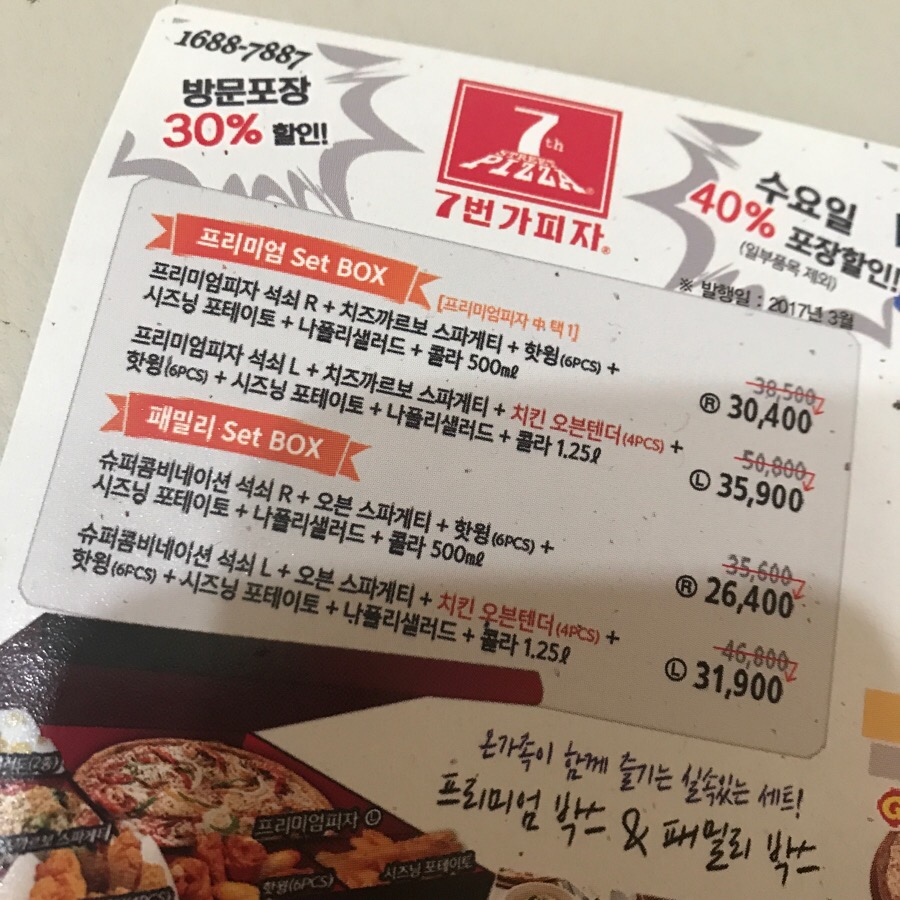 1688-7887
방문포장
30% 할인!
7th
STREET
PIZZA
7번가피자
수요일
40% 포장할인!
(일부품목 제외)
※ 발행일 : 2017년 3월
프리미엄 Set BOX
[프리미엄피자 中 택1]
프리미엄피자 석쇠 R + 치즈까르보 스파게티 + 핫윙(6PCS) +
시즈닝 포테이토 + 나폴리샐러드 + 콜라 500㎖
38,500
Ⓡ 30,400
프리미엄피자 석쇠 L + 치즈까르보 스파게티 + 치킨 오븐텐더(4PCS) +
핫윙(6PCS) + 시즈닝 포테이토 + 나폴리샐러드 + 콜라 1.25ℓ
50,800
Ⓛ 35,900
패밀리 Set BOX
슈퍼콤비네이션 석쇠 R + 오븐 스파게티 + 핫윙(6PCS) +
시즈닝 포테이토 + 나폴리샐러드 + 콜라 500㎖
35,600
Ⓡ 26,400
슈퍼콤비네이션 석쇠 L + 오븐 스파게티 + 치킨 오븐텐더(4PCS) +
핫윙(6PCS) + 시즈닝 포테이토 + 나폴리샐러드 + 콜라 1.25ℓ
46,800
Ⓛ 31,900
온가족이 함께 즐기는 실속있는 세트!
프리미엄 박스 & 패밀리 박스
프리미엄피자 Ⓛ
스파게티
핫윙(6PCS)
시즈닝 포테이토